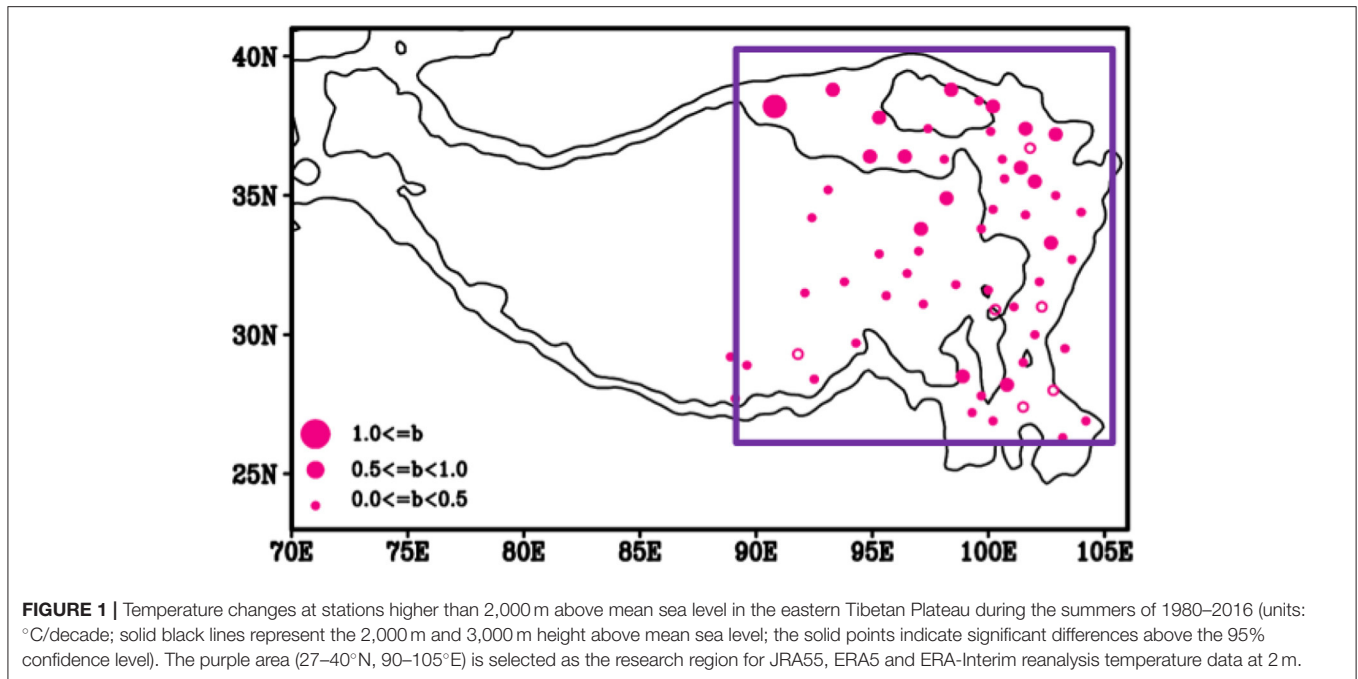 40N
35N
30N
25N
1.0<=b
0.5<=b<1.0
0.0<=b<0.5
70E 75E 80E 85E 90E 95E 100E 105E
FIGURE 1 | Temperature changes at stations higher than 2,000 m above mean sea level in the eastern Tibetan Plateau during the summers of 1980–2016 (units:
°C/decade; solid black lines represent the 2,000 m and 3,000 m height above mean sea level; the solid points indicate significant differences above the 95%
confidence level). The purple area (27–40°N, 90–105°E) is selected as the research region for JRA55, ERA5 and ERA-Interim reanalysis temperature data at 2 m.